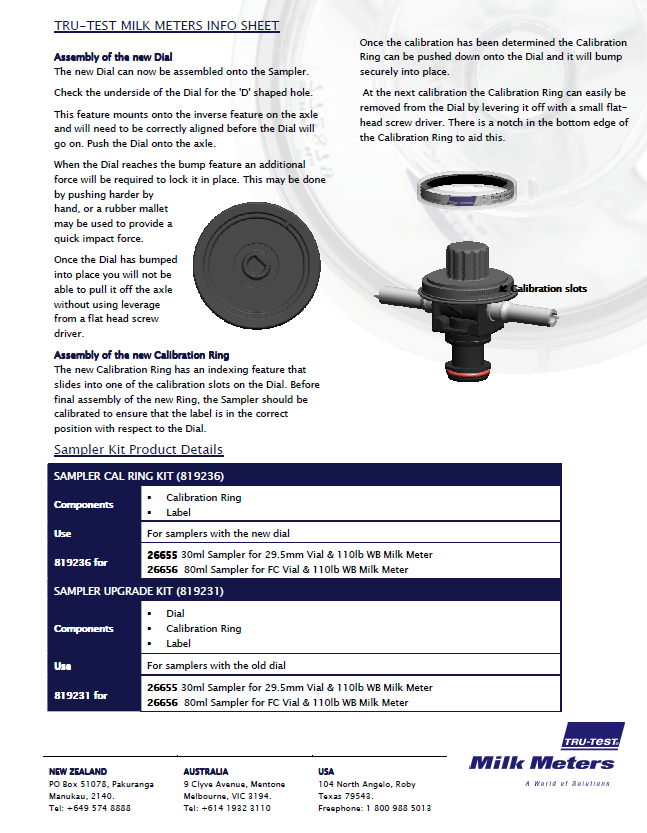 TRU-TEST MILK METERS INFO SHEET
Assembly of the new Dial
The new Dial can now be assembled onto the Sampler.
Check the underside of the Dial for the 'D' shaped hole.
This feature mounts onto the inverse feature on the axle
and will need to be correctly aligned before the Dial will
go on. Push the Dial onto the axle.
When the Dial reaches the bump feature an additional
force will be required to lock it in place. This may be done
by pushing harder by
hand, or a rubber mallet
may be used to provide a
quick impact force.
Once the Dial has bumped
into place you will not be
able to pull it off the axle
without using leverage
from a flat head screw
driver.
Assembly of the new Calibration Ring
The new Calibration Ring has an indexing feature that
slides into one of the calibration slots on the Dial. Before
final assembly of the new Ring, the Sampler should be
calibrated to ensure that the label is in the correct
position with respect to the Dial.
Once the calibration has been determined the Calibration
Ring can be pushed down onto the Dial and it will bump
securely into place.
At the next calibration the Calibration Ring can easily be
removed from the Dial by levering it off with a small flat-
head screw driver. There is a notch in the bottom edge of
the Calibration Ring to aid this.
Calibration slots
Sampler Kit Product Details
SAMPLER CAL RING KIT (819236)
Components
▪ Calibration Ring
▪ Label
Use
For samplers with the new dial
819236 for
26655 30ml Sampler for 29.5mm Vial & 110lb WB Milk Meter
26656 80ml Sampler for FC Vial & 110lb WB Milk Meter
SAMPLER UPGRADE KIT (819231)
Components
▪ Dial
▪ Calibration Ring
▪ Label
Use
For samplers with the old dial
819231 for
26655 30ml Sampler for 29.5mm Vial & 110lb WB Milk Meter
26656 80ml Sampler for FC Vial & 110lb WB Milk Meter
TRU-TEST
Milk Meters
A World of Solutions
NEW ZEALAND
PO Box 51078, Pakuranga
Manukau, 2140.
Tel: +649 574 8888
AUSTRALIA
9 Clyve Avenue, Mentone
Melbourne, VIC 3194.
Tel: +614 1932 3110
USA
104 North Angelo, Roby
Texas 79543.
Freephone: 1 800 988 5013